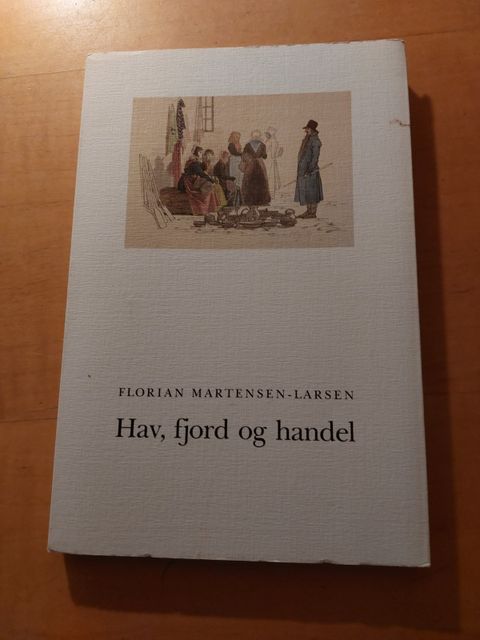 FLORIAN MARTENSEN-LARSEN
Hav, fjord og handel